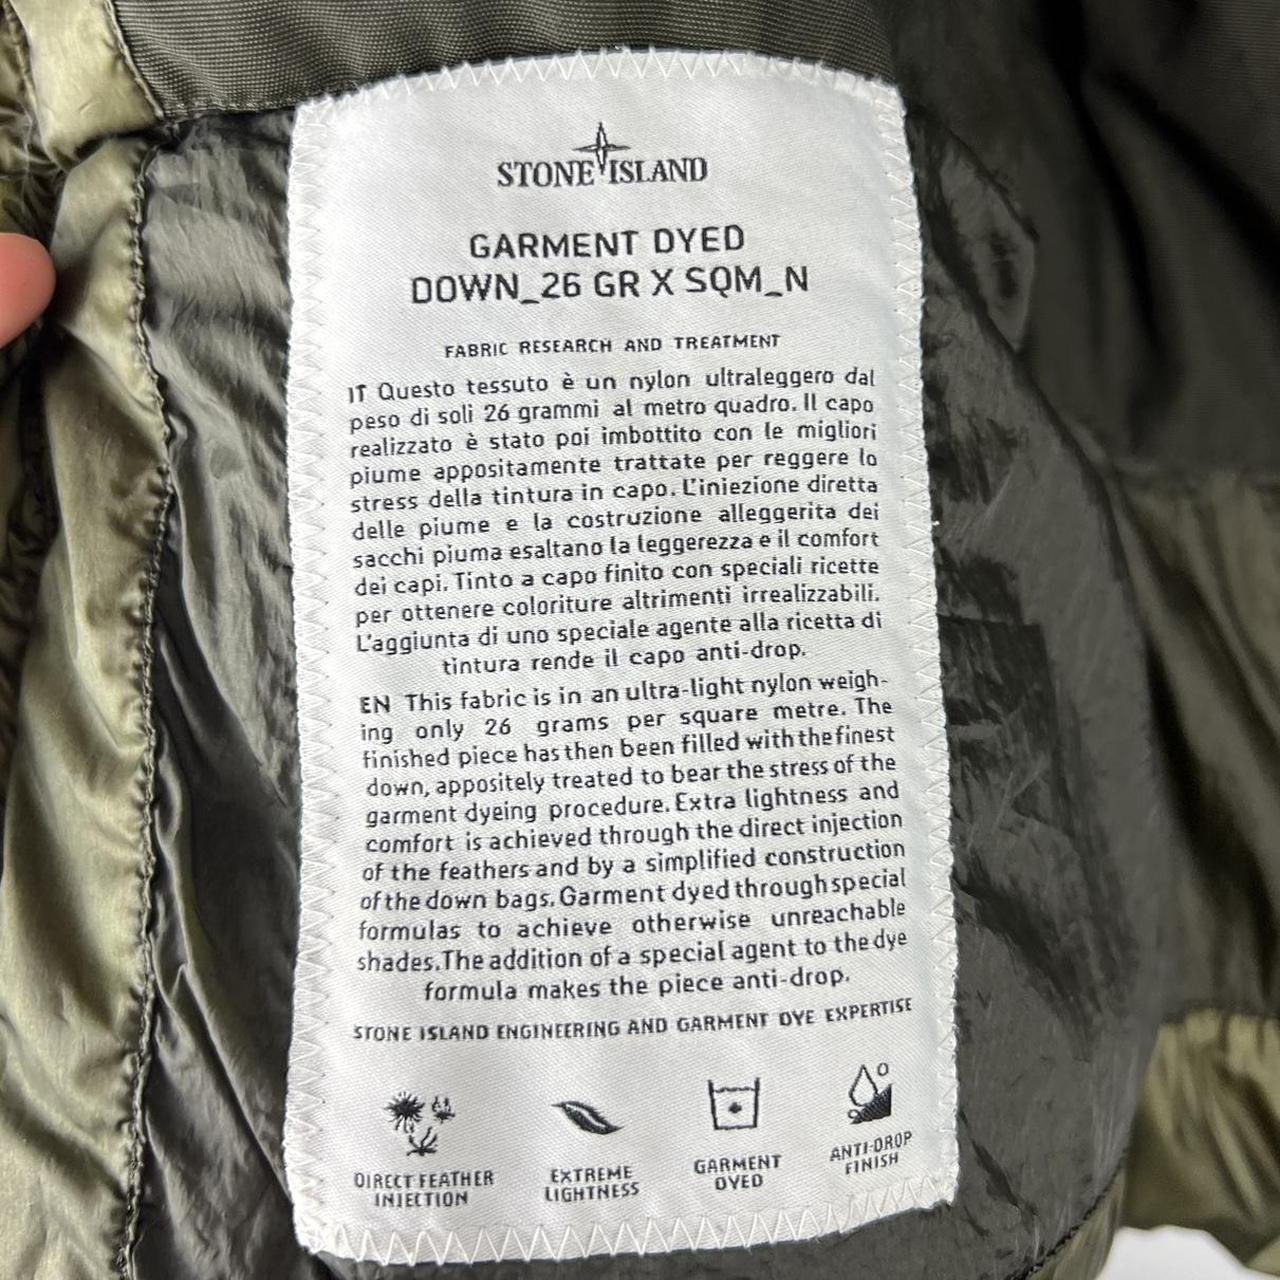 STONE ISLAND
GARMENT DYED
DOWN_26 GR X SQM_N
FABRIC RESEARCH AND TREATMENT
IT Questo tessuto è un nylon ultraleggero dal
peso di soli 26 grammi al metro quadro. Il capo
realizzato è stato poi imbottito con le migliori
piume appositamente trattate per reggere lo
stress della tintura in capo. L'iniezione diretta
delle piume e la costruzione alleggerita dei
sacchi piuma esaltano la leggerezza e il comfort
dei capi. Tinto a capo finito con speciali ricette
per ottenere coloriture altrimenti irrealizzabili.
L'aggiunta di uno speciale agente alla ricetta di
tintura rende il capo anti-drop.
EN This fabric is in an ultra-light nylon weigh-
ing only 26 grams per square metre. The
finished piece has then been filled with the finest
down, appositely treated to bear the stress of the
garment dyeing procedure. Extra lightness and
comfort is achieved through the direct injection
of the feathers and by a simplified construction
of the down bags. Garment dyed through special
formulas to achieve otherwise unreachable
shades. The addition of a special agent to the dye
formula makes the piece anti-drop.
STONE ISLAND ENGINEERING AND GARMENT DYE EXPERTISE
DIRECT FEATHER
INJECTION
EXTREME
LIGHTNESS
GARMENT
DYED
ANTI-DROP
FINISH